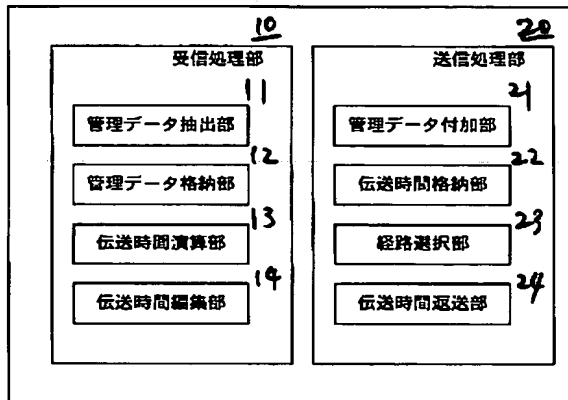 10
受信処理部
11
管理データ抽出部
12
管理データ格納部
13
伝送時間演算部
14
伝送時間編集部
20
送信処理部
21
管理データ付加部
22
伝送時間格納部
23
経路選択部
24
伝送時間返送部